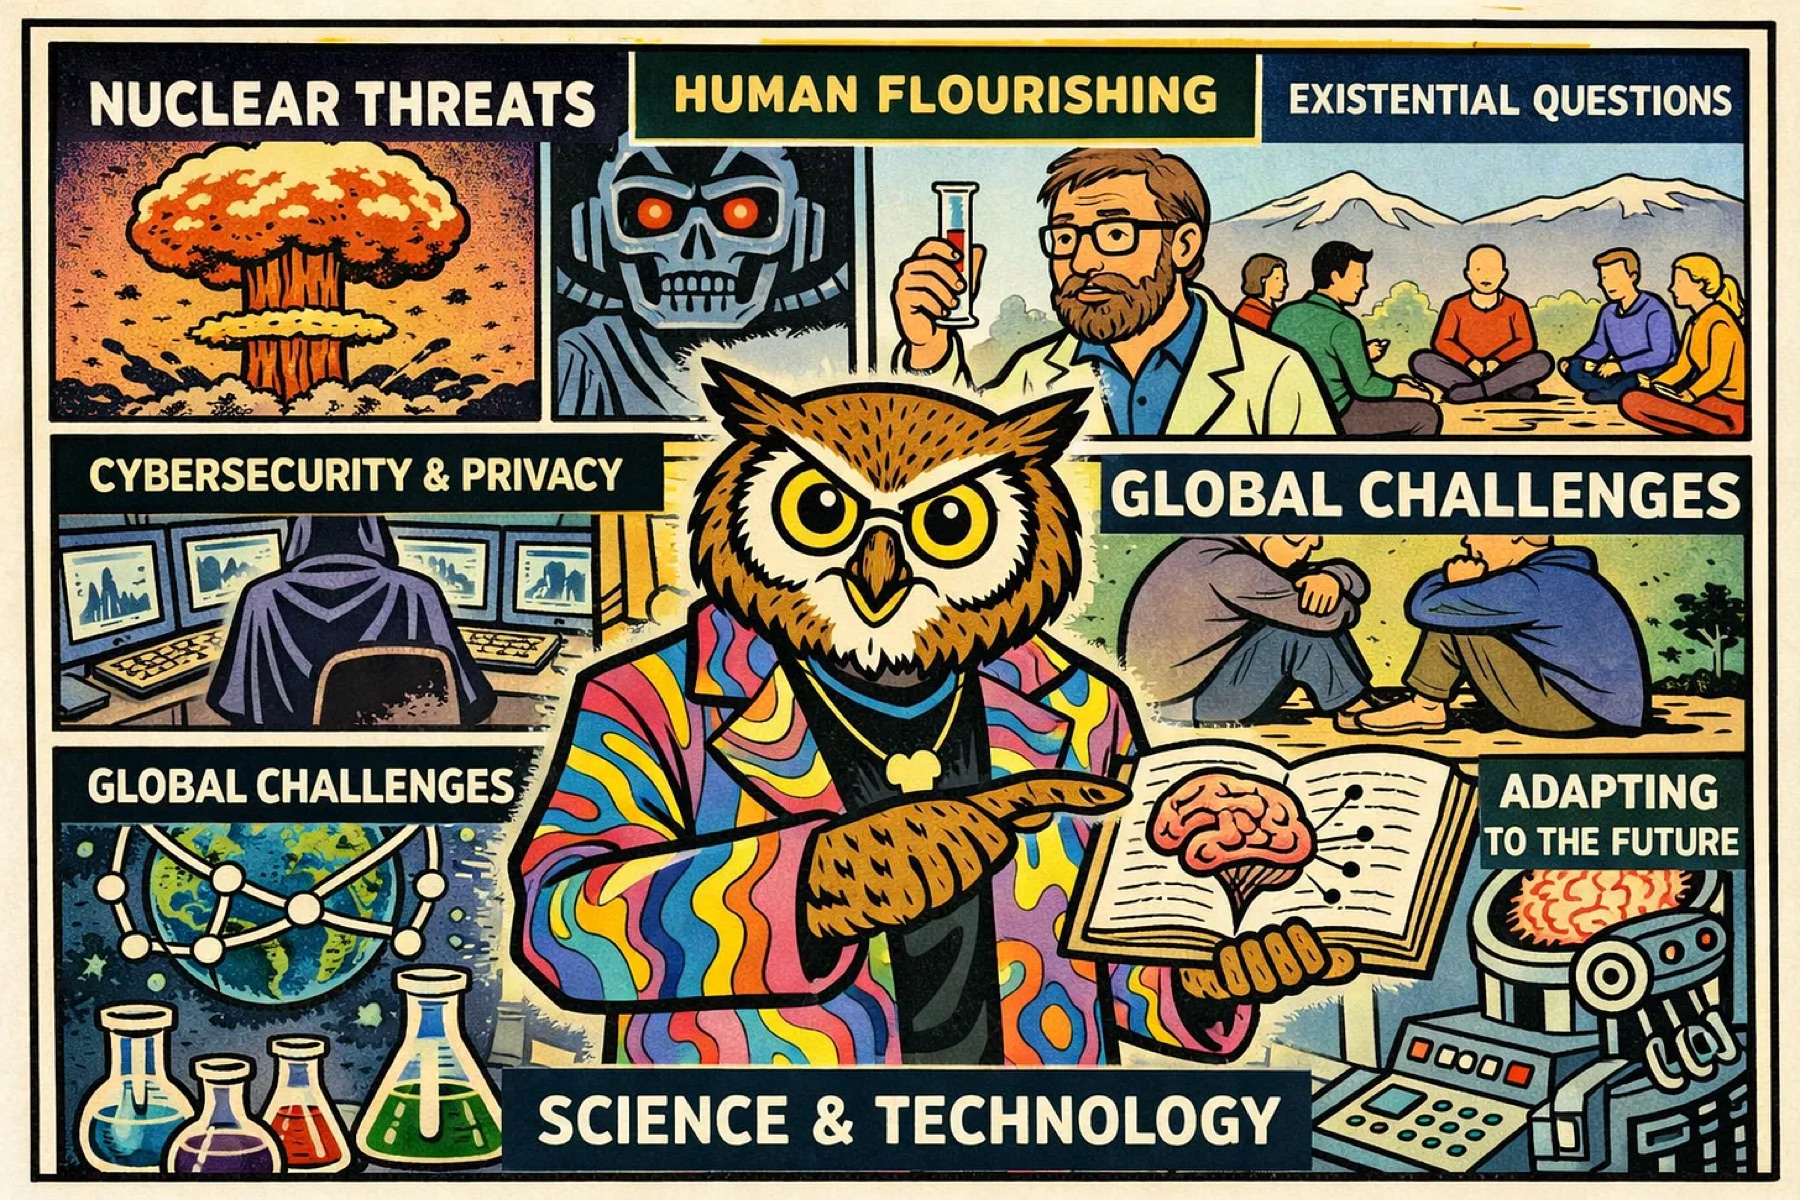 NUCLEAR THREATS
HUMAN FLOURISHING
EXISTENTIAL QUESTIONS
CYBERSECURITY & PRIVACY
GLOBAL CHALLENGES
GLOBAL CHALLENGES
ADAPTING
TO THE FUTURE
SCIENCE & TECHNOLOGY